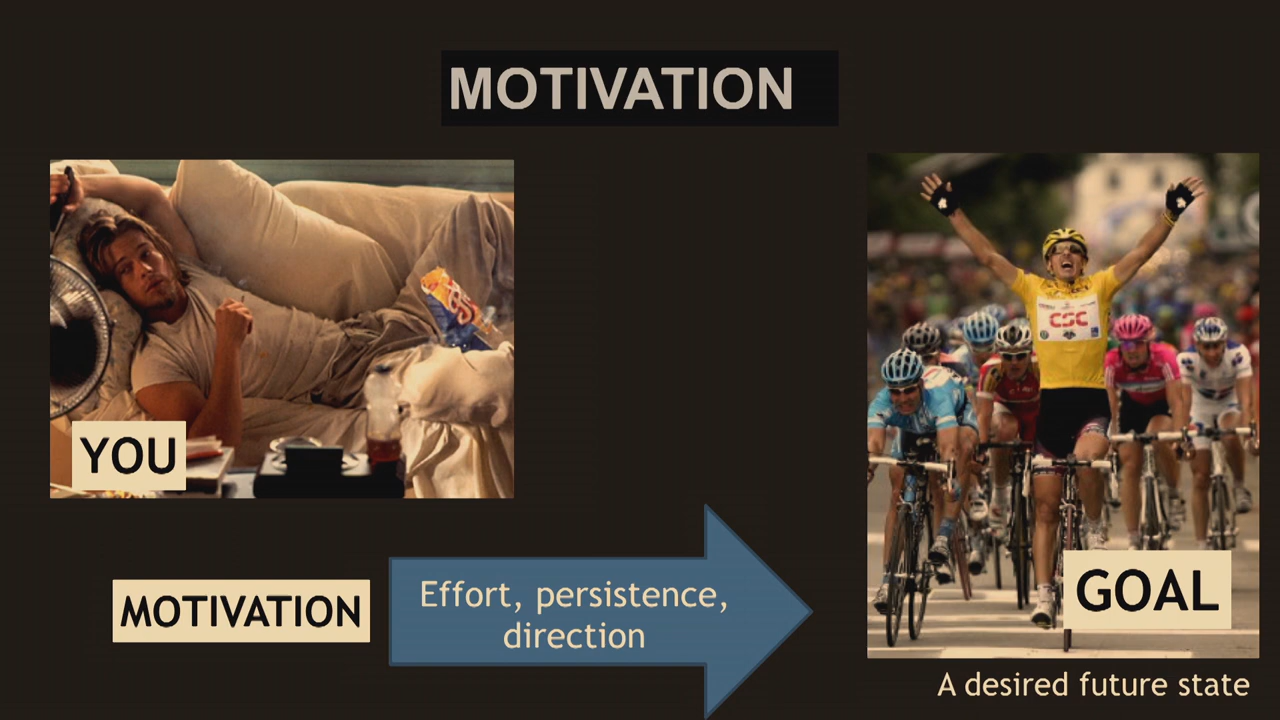 MOTIVATION
YOU
CSC
MOTIVATION
Effort, persistence,
direction
GOAL
A desired future state